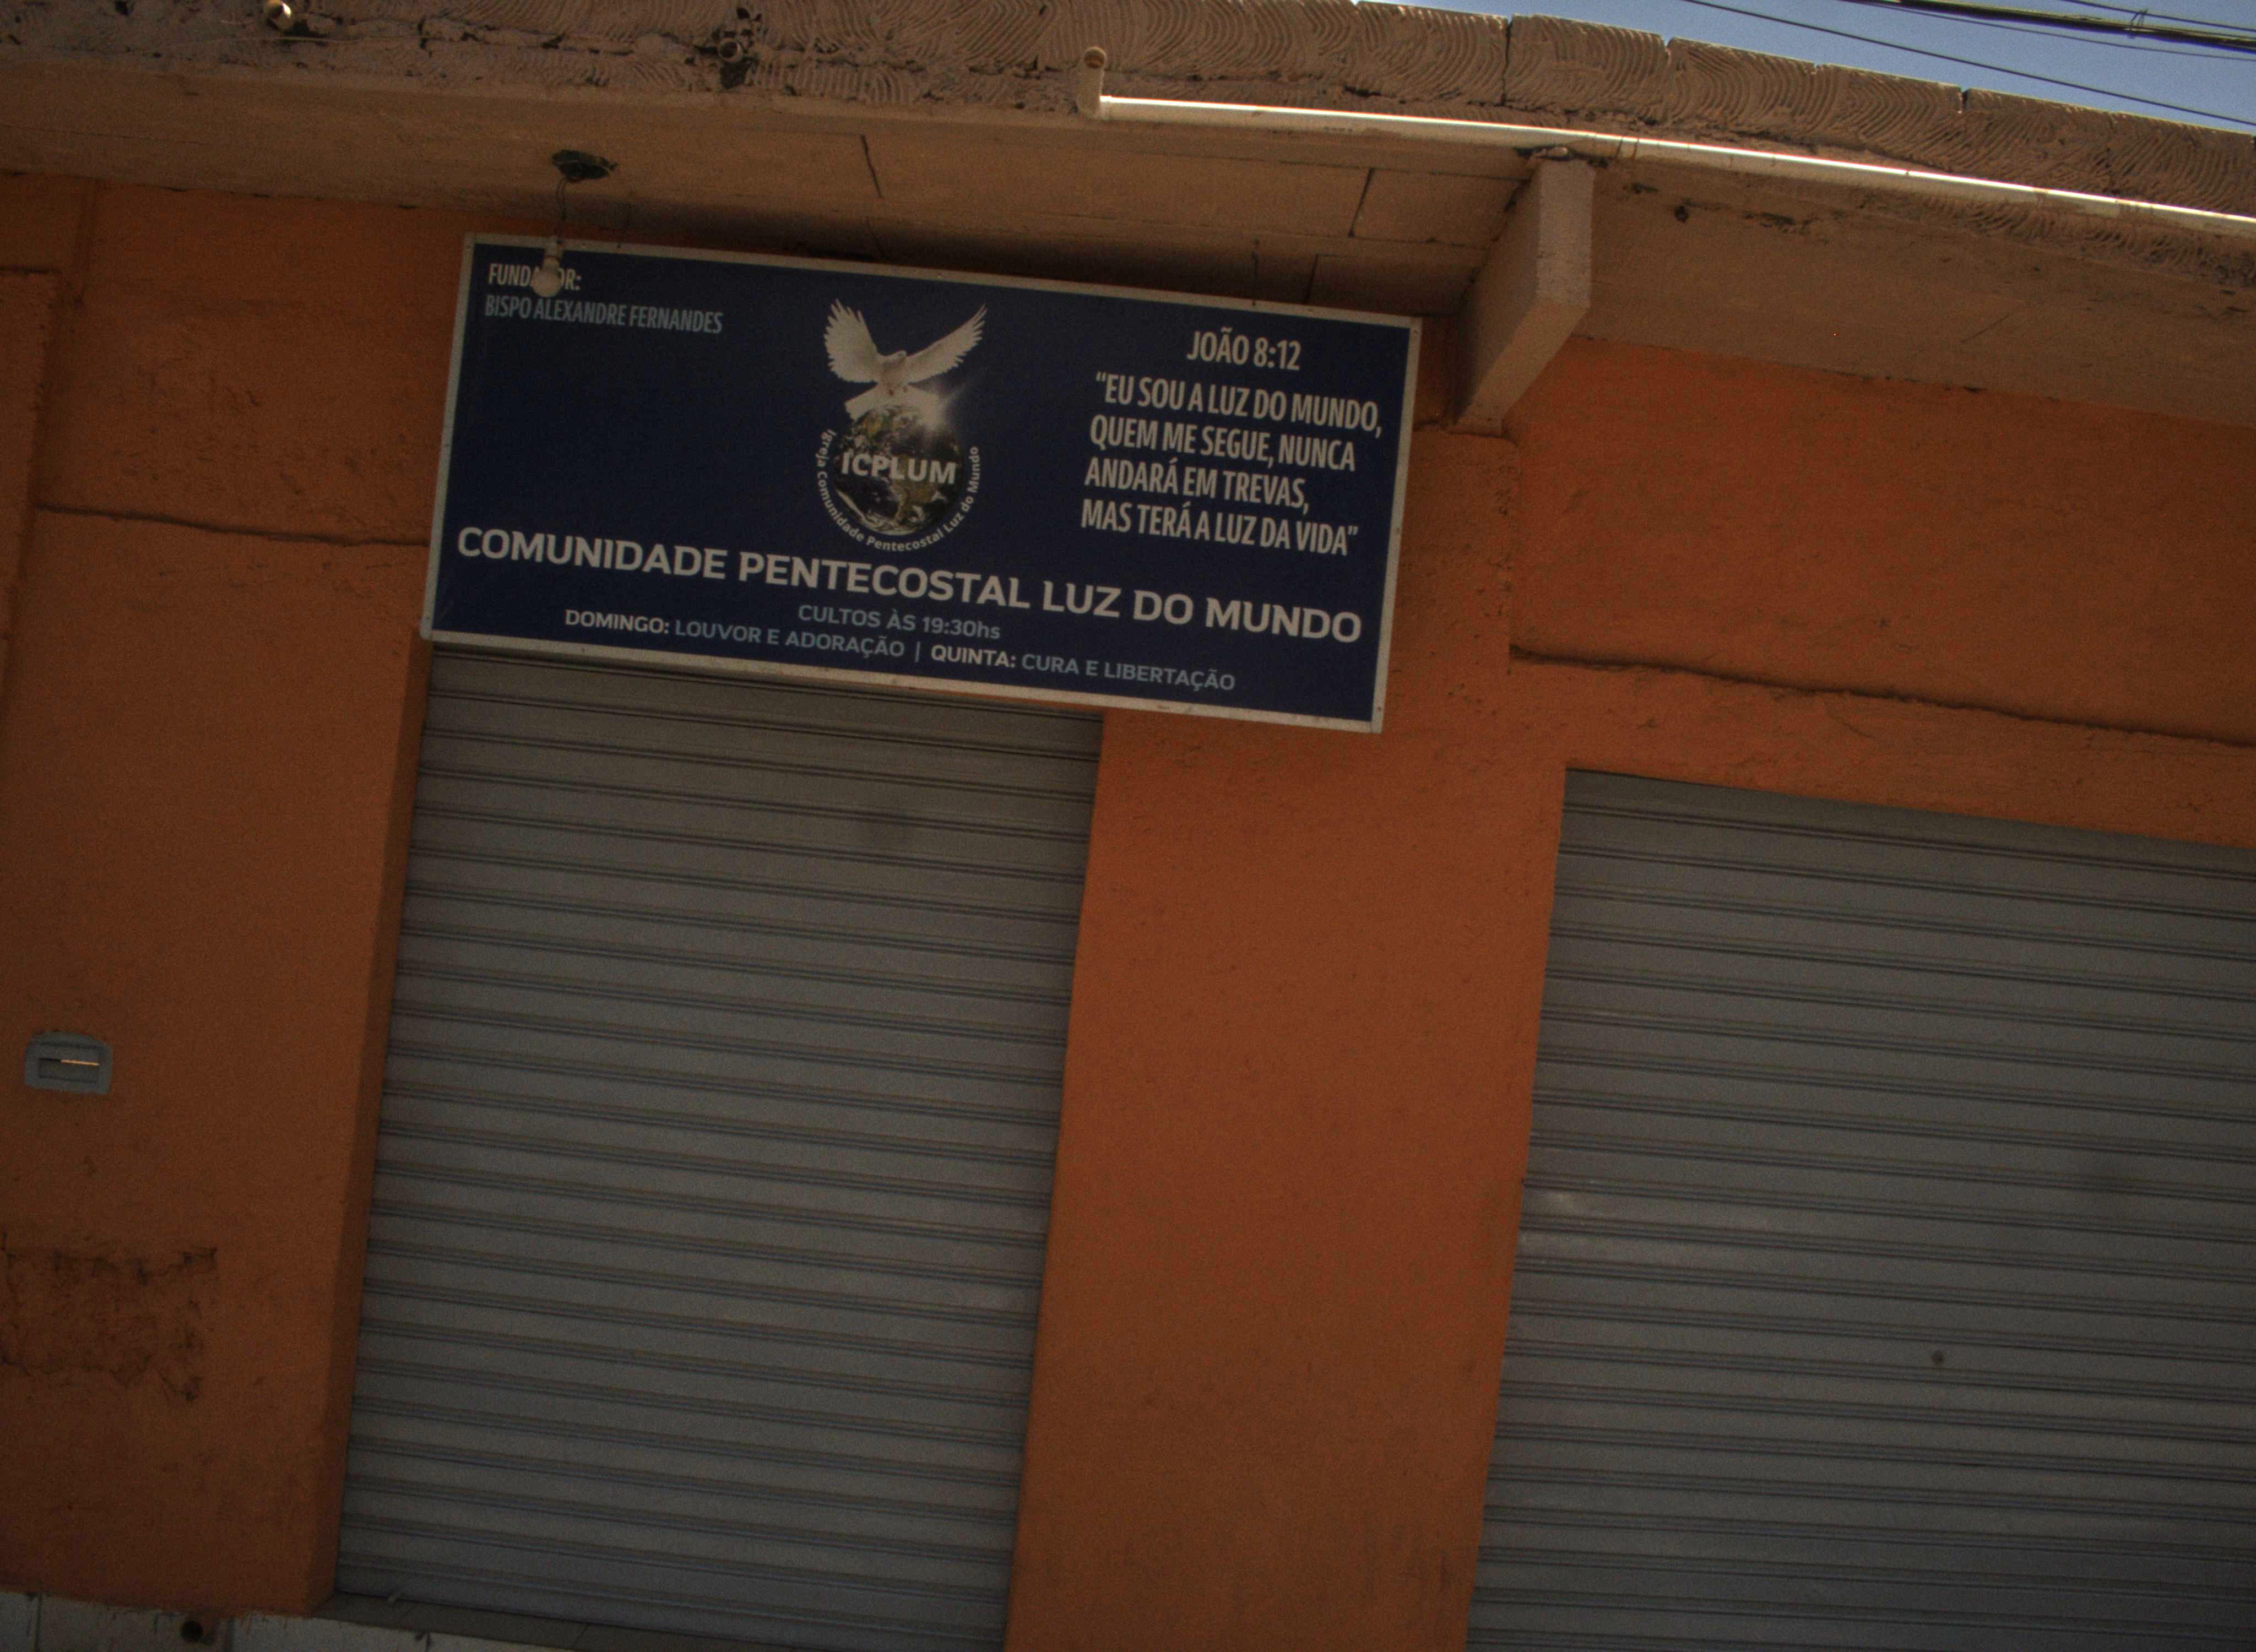 FUNDADOR:
BISPO ALEXANDRE FERNANDES
ICPLUM
Igreja Comunidade Pentecostal Luz do Mundo
JOÃO 8:12
“EU SOU A LUZ DO MUNDO,
QUEM ME SEGUE, NUNCA
ANDARÁ EM TREVAS,
MAS TERÁ A LUZ DA VIDA”
COMUNIDADE PENTECOSTAL LUZ DO MUNDO
CULTOS ÀS 19:30hs
DOMINGO: LOUVOR E ADORAÇÃO | QUINTA: CURA E LIBERTAÇÃO